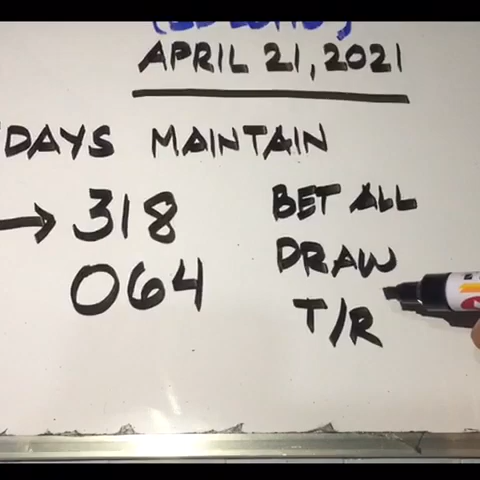 APRIL 21, 2021
DAYS MAINTAIN
→ 318
064
BET ALL
DRAW
T/R